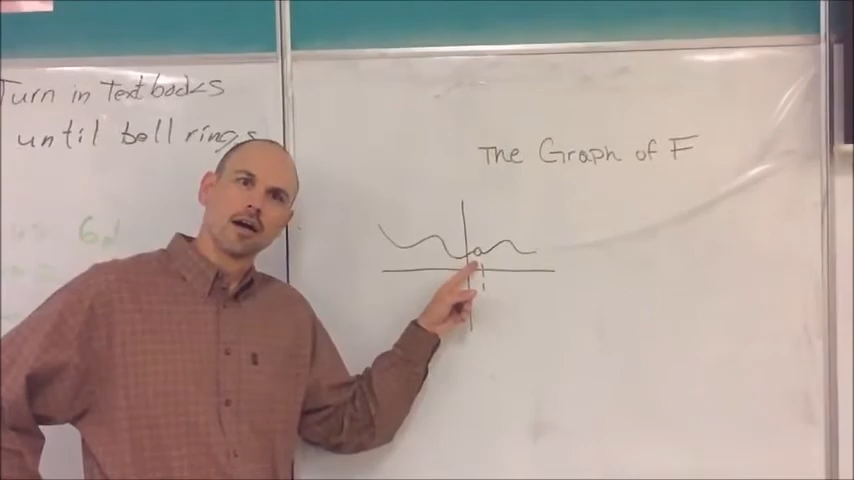 Turn in Textbooks
until bell rings
The Graph of F